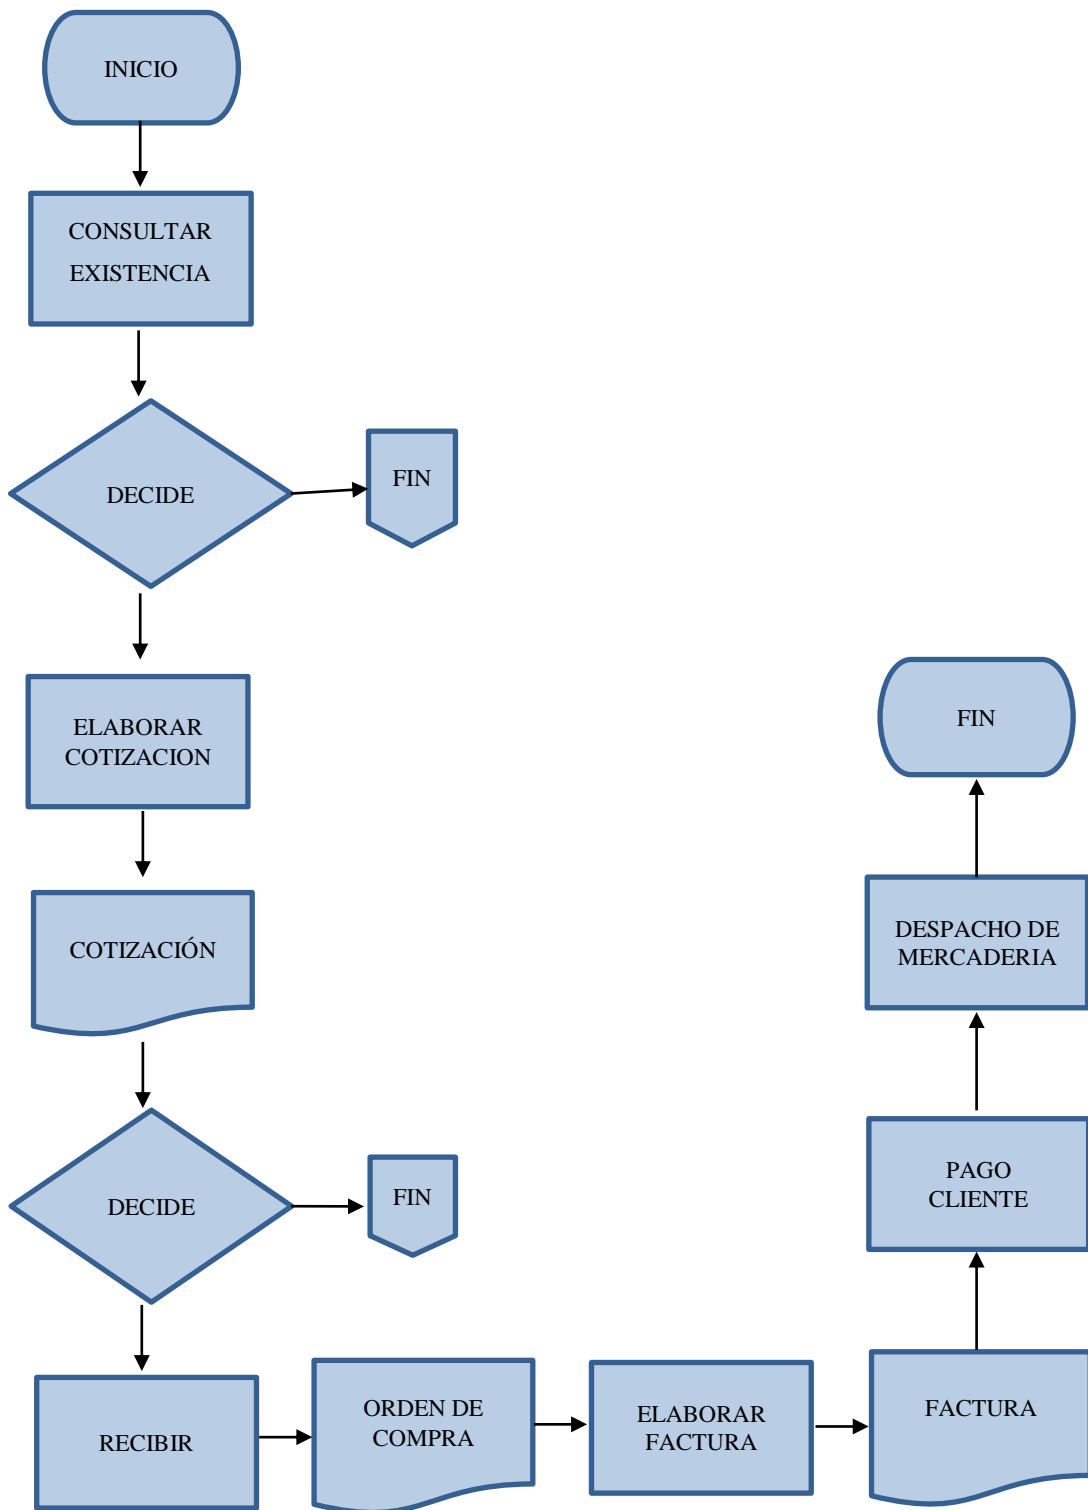 INICIO
CONSULTAR
EXISTENCIA
DECIDE
FIN
ELABORAR
COTIZACION
COTIZACIÓN
DECIDE
FIN
RECIBIR
ORDEN DE
COMPRA
ELABORAR
FACTURA
FACTURA
PAGO
CLIENTE
DESPACHO DE
MERCADERIA
FIN